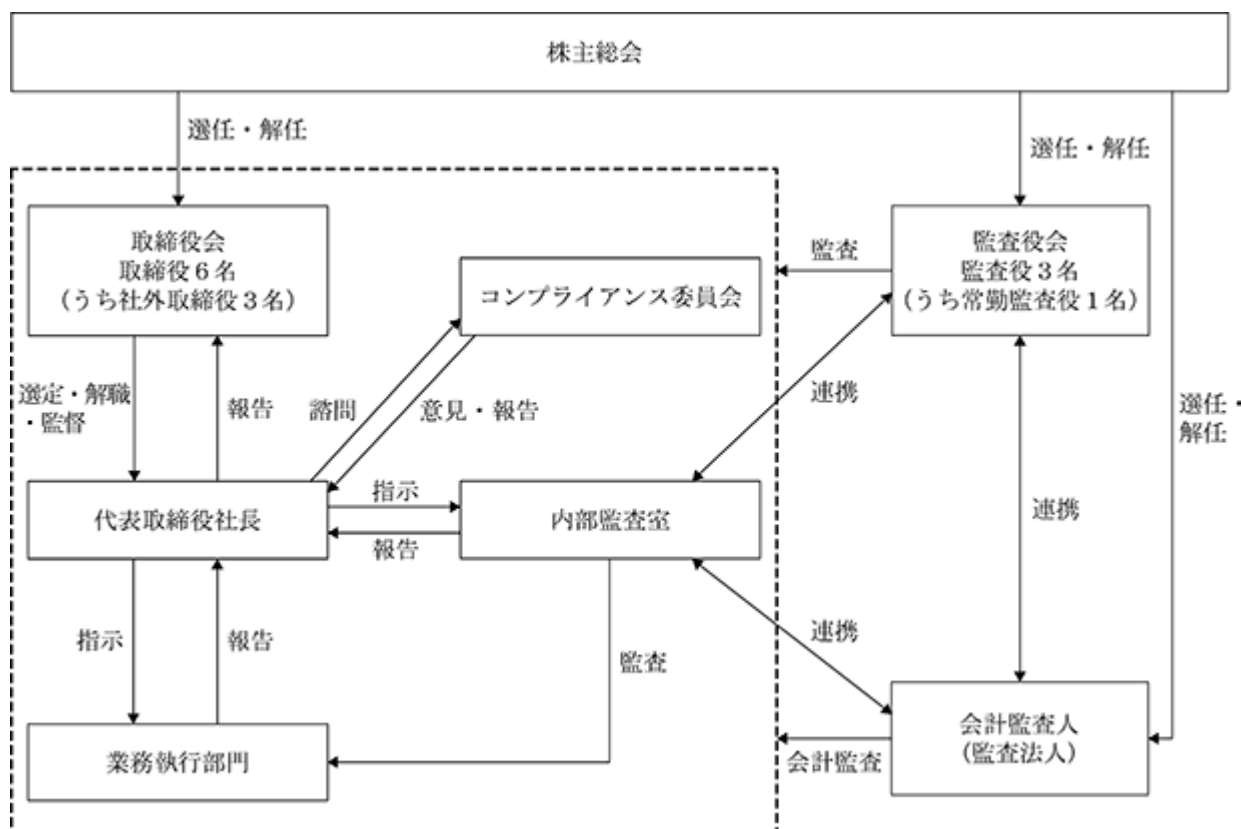 株主総会
選任・解任
選任・解任
取締役会
取締役6名
(うち社外取締役3名)
監査役会
監査役3名
(うち常勤監査役1名)
監査
コンプライアンス委員会
選定・解職
・監督
報告
諮問
意見・報告
連携
選任・
解任
代表取締役社長
指示
報告
内部監査室
連携
指示
報告
監査
連携
業務執行部門
会計監査
会計監査人
(監査法人)